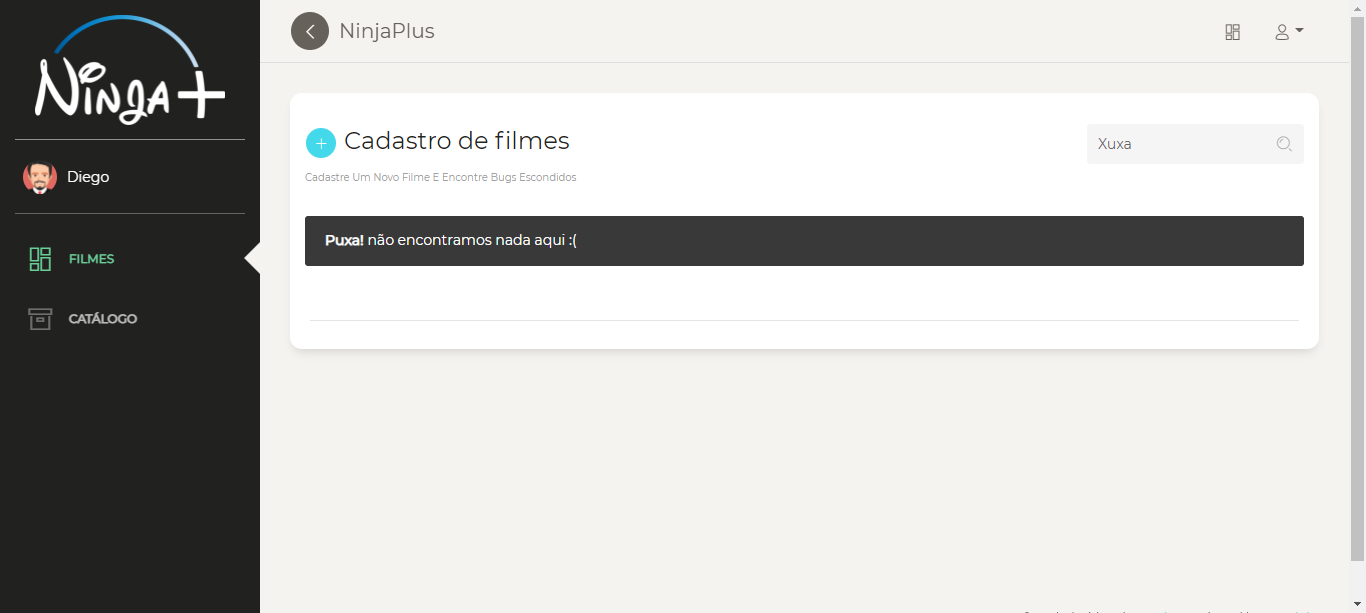 Ninja+
NinjaPlus
Diego
FILMES
CATÁLOGO
Cadastro de filmes
Xuxa
Cadastre Um Novo Filme E Encontre Bugs Escondidos
Puxa! não encontramos nada aqui :(